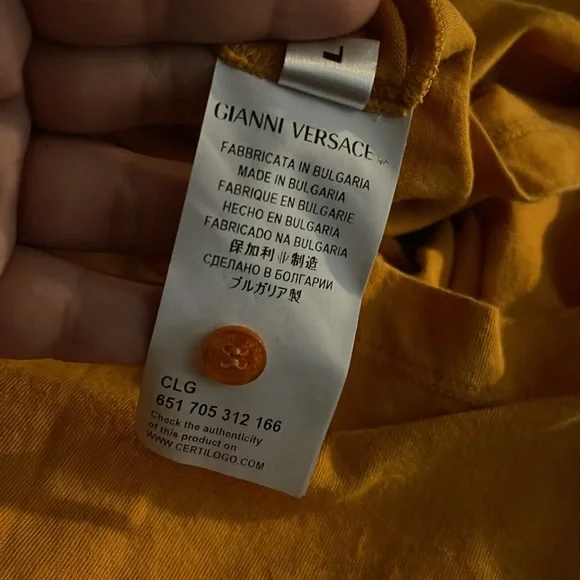 L
GIANNI VERSACE
FABBRICATA IN BULGARIA
MADE IN BULGARIA
FABRIQUE EN BULGARIE
HECHO EN BULGARIA
FABRICADO NA BULGARIA
保加利业制造
СДЕЛАНО В БОЛГАРИИ
ブルガリア製
CLG
651 705 312 166
Check the authenticity
of this product on
WWW.CERTILOGO.COM